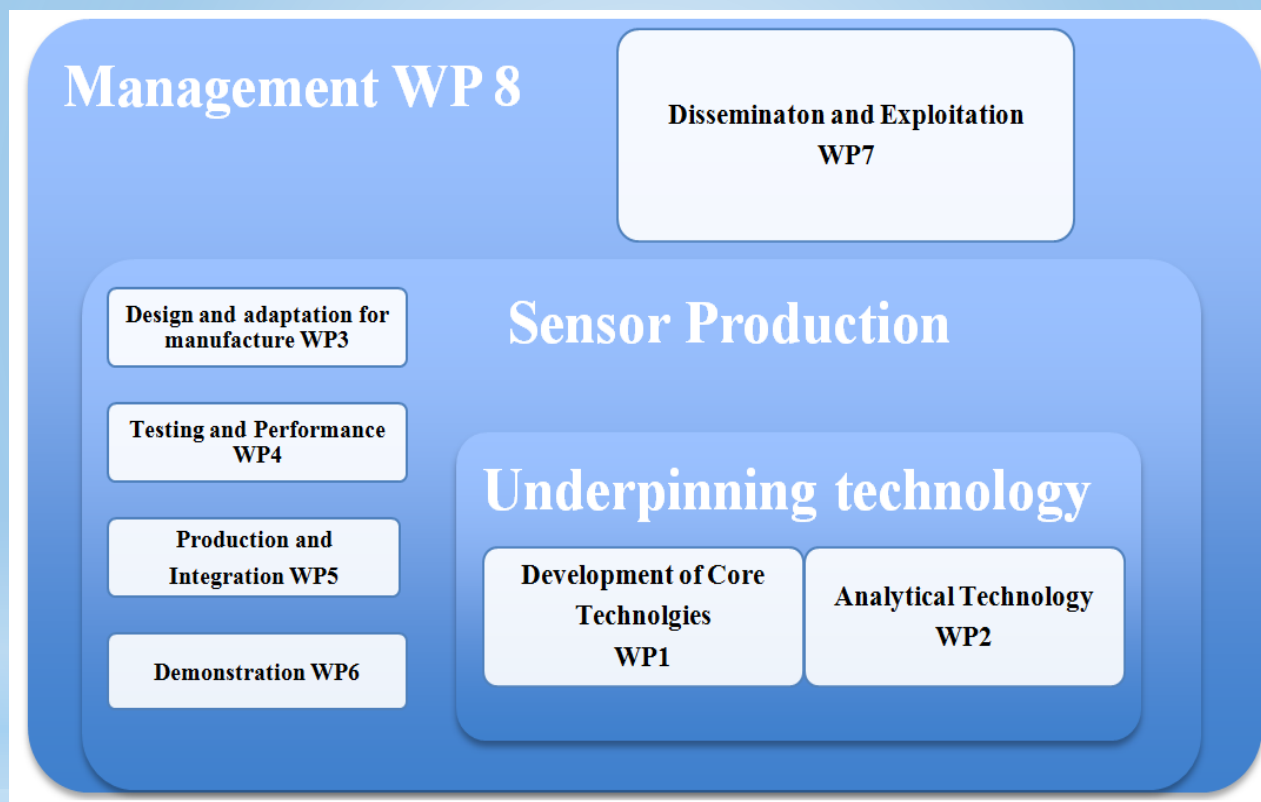 Management WP 8
Disseminaton and Exploitation
WP7
Sensor Production
Design and adaptation for
manufacture WP3
Testing and Performance
WP4
Production and
Integration WP5
Demonstration WP6
Underpinning technology
Development of Core
Technolgies
WP1
Analytical Technology
WP2